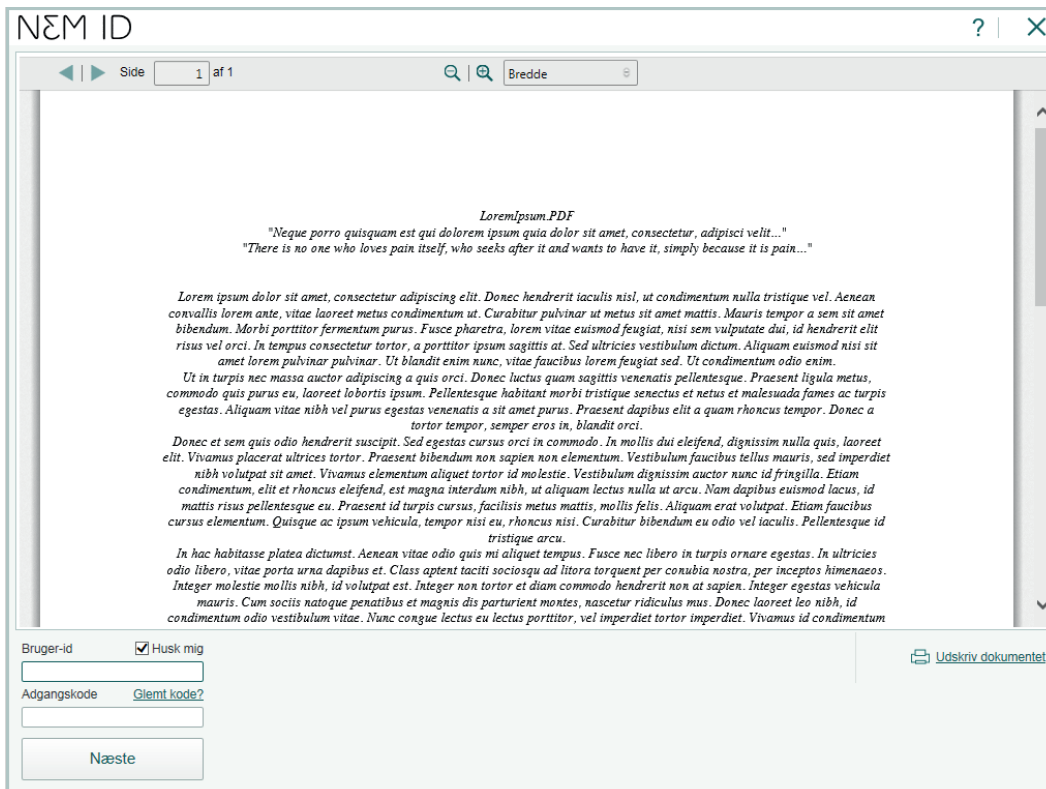 NEM ID
?
Side 1 af 1 Bredde
LoremIpsum.PDF
"Neque porro quisquam est qui dolorem ipsum quia dolor sit amet, consectetur, adipisci velit..."
"There is no one who loves pain itself, who seeks after it and wants to have it, simply because it is pain..."
Lorem ipsum dolor sit amet, consectetur adipiscing elit. Donec hendrerit iaculis nisl, ut condimentum nulla tristique vel. Aenean
convallis lorem ante, vitae laoreet metus condimentum ut. Curabitur pulvinar ut metus sit amet mattis. Mauris tempor a sem sit amet
bibendum. Morbi porttitor fermentum purus. Fusce pharetra, lorem vitae euismod feugiat, nisi sem vulputate dui, id hendrerit elit
risus vel orci. In tempus consectetur tortor, a porttitor ipsum sagittis at. Sed ultricies vestibulum dictum. Aliquam euismod nisi sit
amet lorem pulvinar pulvinar. Ut blandit enim nunc, vitae faucibus lorem feugiat sed. Ut condimentum odio enim.
Ut in turpis nec massa auctor adipiscing a quis orci. Donec luctus quam sagittis venenatis pellentesque. Praesent ligula metus,
commodo quis purus eu, laoreet lobortis ipsum. Pellentesque habitant morbi tristique senectus et netus et malesuada fames ac turpis
egestas. Aliquam vitae nibh vel purus egestas venenatis a sit amet purus. Praesent dapibus elit a quam rhoncus tempor. Donec a
tortor tempor, semper eros in, blandit orci.
Donec et sem quis odio hendrerit suscipit. Sed egestas cursus orci in commodo. In mollis dui eleifend, dignissim nulla quis, laoreet
elit. Vivamus placerat ultrices tortor. Praesent bibendum non sapien non elementum. Vestibulum faucibus tellus mauris, sed imperdiet
nibh volutpat sit amet. Vivamus elementum aliquet tortor id molestie. Vestibulum dignissim auctor nunc id fringilla. Etiam
condimentum, elit et rhoncus eleifend, est magna interdum nibh, ut aliquam lectus nulla ut arcu. Nam dapibus euismod lacus, id
mattis risus pellentesque eu. Praesent id turpis cursus, facilisis metus mattis, mollis felis. Aliquam erat volutpat. Etiam faucibus
cursus elementum. Quisque ac ipsum vehicula, tempor nisi eu, rhoncus nisi. Curabitur bibendum eu odio vel iaculis. Pellentesque id
tristique arcu.
In hac habitasse platea dictumst. Aenean vitae odio quis mi aliquet tempus. Fusce nec libero in turpis ornare egestas. In ultricies
odio libero, vitae porta urna dapibus et. Class aptent taciti sociosqu ad litora torquent per conubia nostra, per inceptos himenaeos.
Integer molestie mollis nibh, id volutpat est. Integer non tortor et diam commodo hendrerit non at sapien. Integer egestas vehicula
mauris. Cum sociis natoque penatibus et magnis dis parturient montes, nascetur ridiculus mus. Donec laoreet leo nibh, id
condimentum odio vestibulum vitae. Nunc congue lectus eu lectus porttitor, vel imperdiet tortor imperdiet. Vivamus id condimentum
Bruger-id Husk mig
Udskriv dokumentet
Adgangskode Glemt kode?
Næste